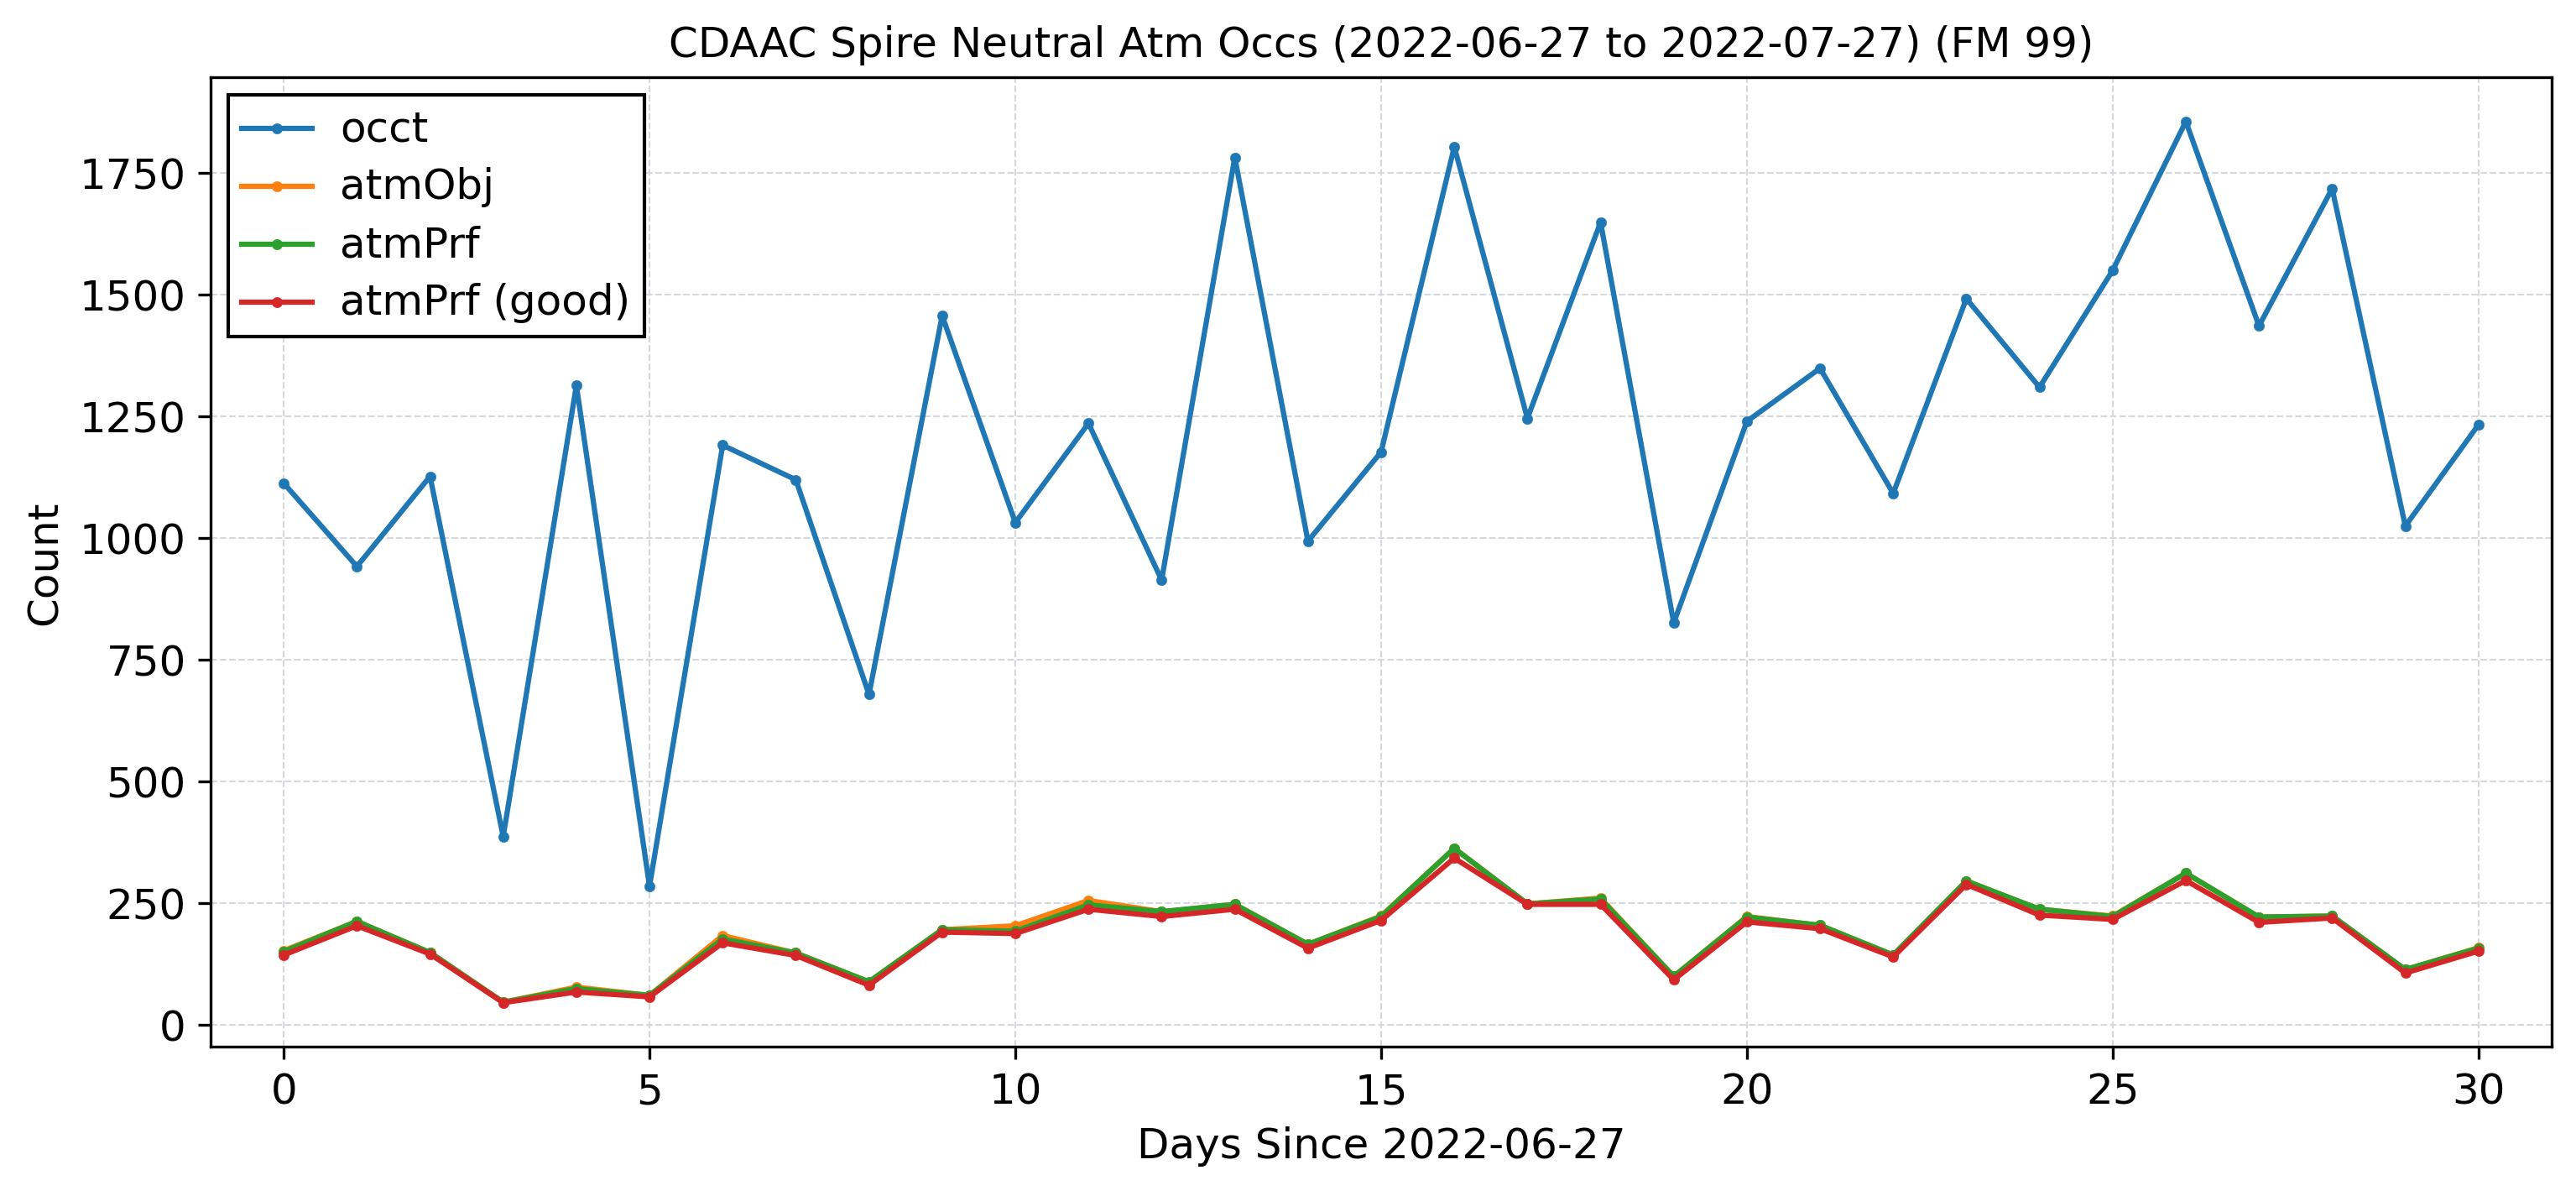 CDAAC Spire Neutral Atm Occs (2022-06-27 to 2022-07-27) (FM 99)
occt
atmObj
atmPrf
atmPrf (good)
Count
1750
1500
1250
1000
750
500
250
0
0 5 10 15 20 25 30
Days Since 2022-06-27